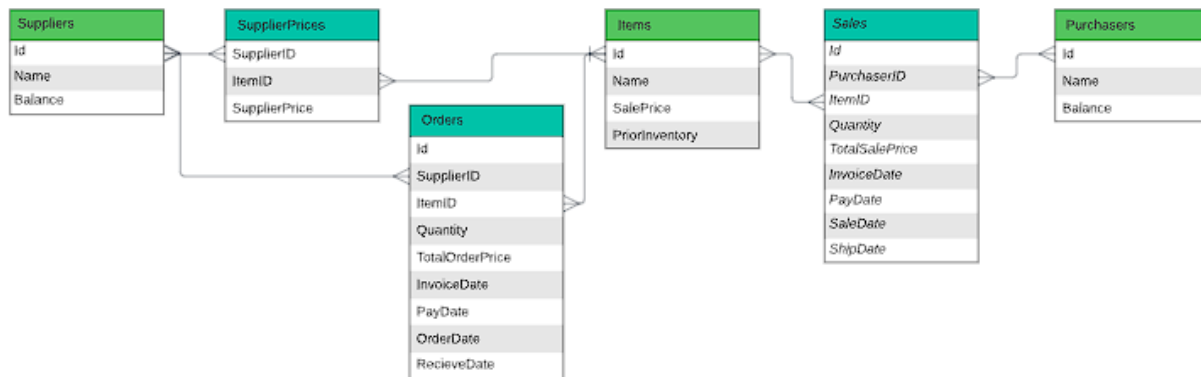 Suppliers
Id
Name
Balance
SupplierPrices
SupplierID
ItemID
SupplierPrice
Orders
Id
SupplierID
ItemID
Quantity
TotalOrderPrice
InvoiceDate
PayDate
OrderDate
RecieveDate
Items
Id
Name
SalePrice
PriorInventory
Sales
Id
PurchaserID
ItemID
Quantity
TotalSalePrice
InvoiceDate
PayDate
SaleDate
ShipDate
Purchasers
Id
Name
Balance